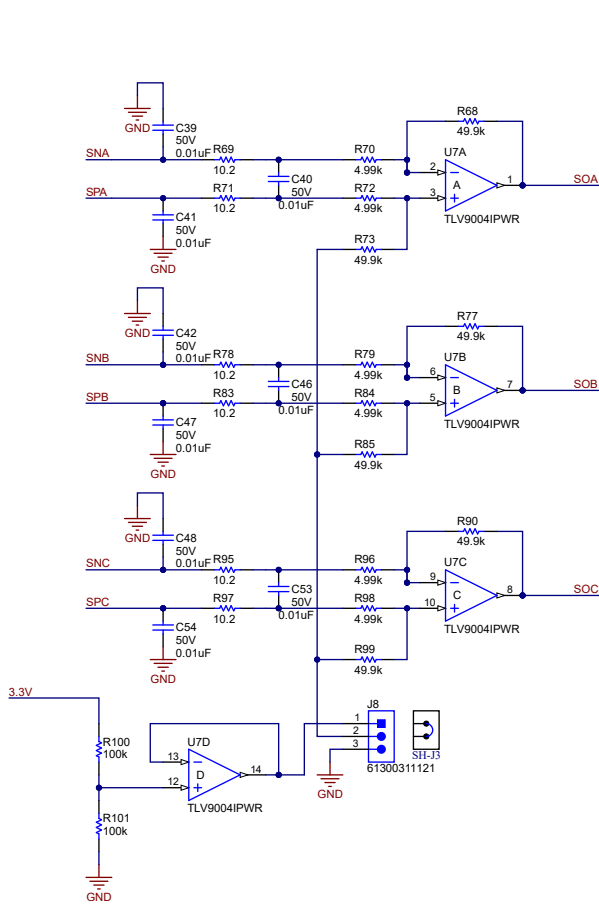 R68
49.9k
GND
C39
50V
0.01uF
SNA
R69
10.2
R70
4.99k
U7A
2
A
1
SOA
C40
50V
0.01uF
SPA
R71
10.2
R72
4.99k
3
TLV9004IPWR
C41
50V
0.01uF
GND
R73
49.9k
R77
49.9k
GND
C42
50V
0.01uF
SNB
R78
10.2
R79
4.99k
U7B
6
B
7
SOB
C46
50V
0.01uF
SPB
R83
10.2
R84
4.99k
5
TLV9004IPWR
C47
50V
0.01uF
GND
R85
49.9k
R90
49.9k
GND
C48
50V
0.01uF
SNC
R95
10.2
R96
4.99k
U7C
9
C
8
SOC
C53
50V
0.01uF
SPC
R97
10.2
R98
4.99k
10
TLV9004IPWR
C54
50V
0.01uF
GND
R99
49.9k
3.3V
R100
100k
U7D
13
D
14
12
TLV9004IPWR
R101
100k
GND
J8
1
2
3
61300311121
GND
SH-J3